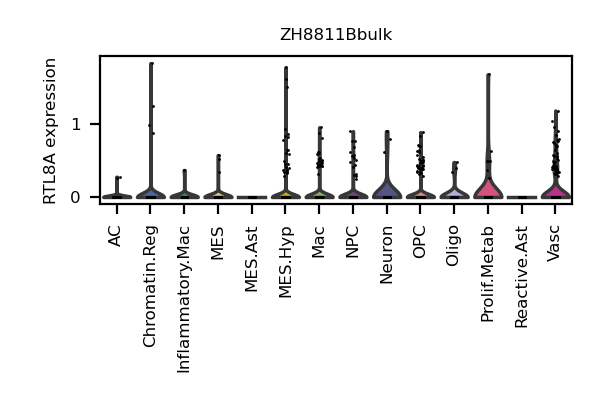 ZH8811Bbulk
RTL8A expression
1
0
AC
Chromatin.Reg
Inflammatory.Mac
MES
MES.Ast
MES.Hyp
Mac
NPC
Neuron
OPC
Oligo
Prolif.Metab
Reactive.Ast
Vasc